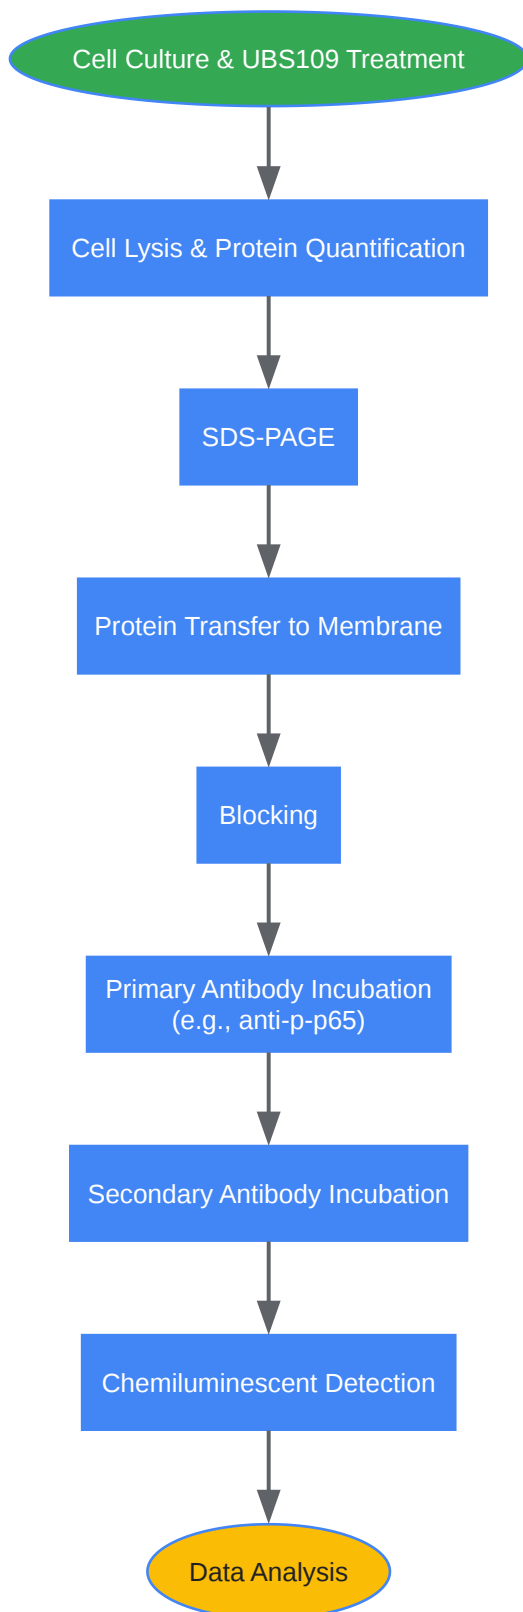 Cell Culture & UBS109 Treatment
Cell Lysis & Protein Quantification
SDS-PAGE
Protein Transfer to Membrane
Blocking
Primary Antibody Incubation
(e.g., anti-p-p65)
Secondary Antibody Incubation
Chemiluminescent Detection
Data Analysis